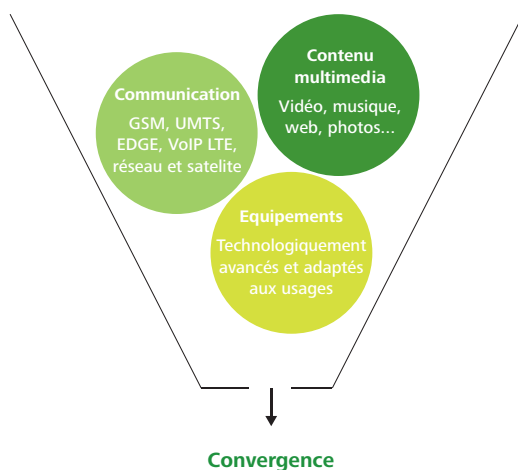 Contenu
multimedia
Vidéo, musique,
web, photos...
Communication
GSM, UMTS,
EDGE, VoIP LTE,
réseau et satelite
Equipements
Technologiquement
avancés et adaptés
aux usages
Convergence